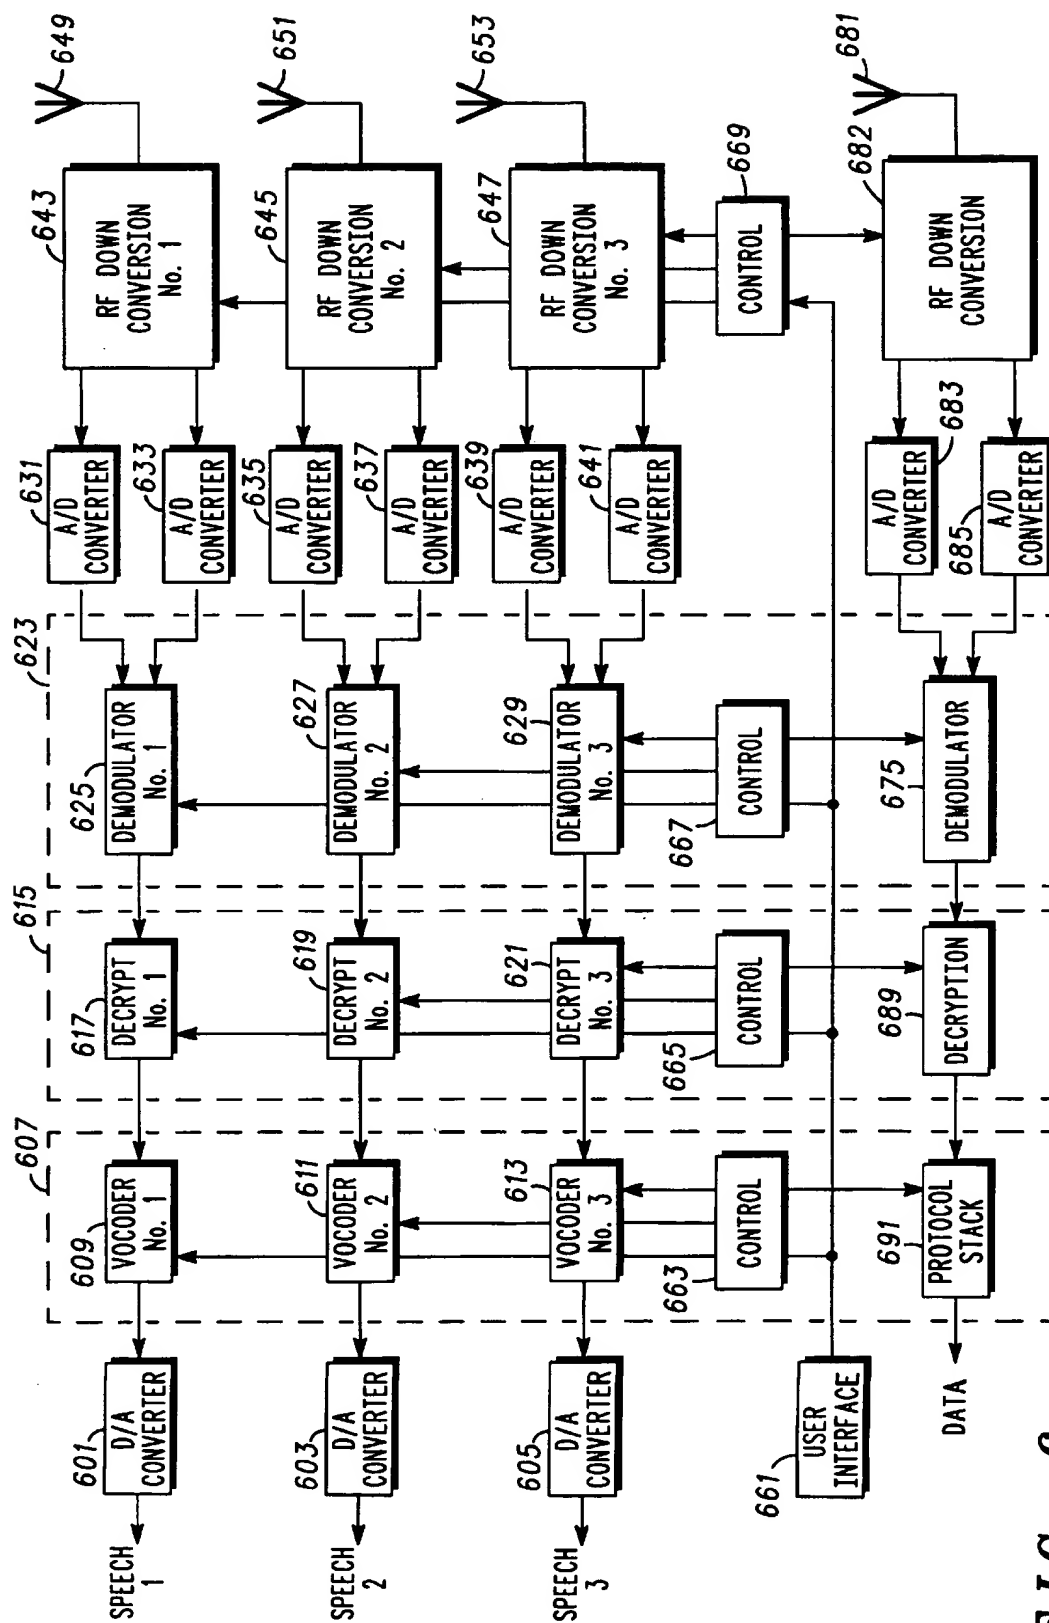 649
643
RF DOWN
CONVERSION
No. 1
631
A/D
CONVERTER
633
A/D
CONVERTER
623
625
DEMODULATOR
No. 1
615
617
DECRYPT
No. 1
607
609
VOCODER
No. 1
601
D/A
CONVERTER
SPEECH
1
651
645
RF DOWN
CONVERSION
No. 2
635
A/D
CONVERTER
637
A/D
CONVERTER
627
DEMODULATOR
No. 2
619
DECRYPT
No. 2
611
VOCODER
No. 2
603
D/A
CONVERTER
SPEECH
2
653
647
RF DOWN
CONVERSION
No. 3
639
A/D
CONVERTER
641
A/D
CONVERTER
629
DEMODULATOR
No. 3
621
DECRYPT
No. 3
613
VOCODER
No. 3
605
D/A
CONVERTER
SPEECH
3
669
CONTROL
667
CONTROL
665
CONTROL
663
CONTROL
661
USER
INTERFACE
681
682
RF DOWN
CONVERSION
683
A/D
CONVERTER
685
A/D
CONVERTER
675
DEMODULATOR
689
DECRYPTION
691
PROTOCOL
STACK
DATA